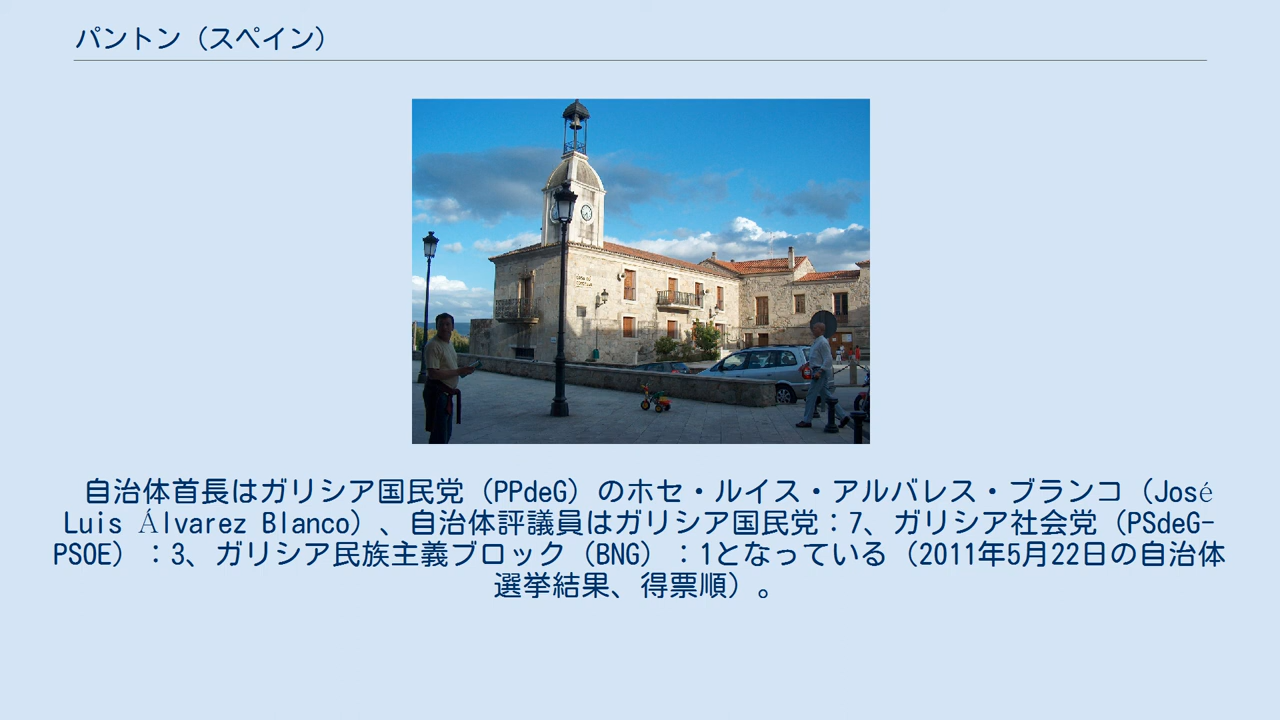 パントン（スペイン）
自治体首長はガリシア国民党（PPdeG）のホセ・ルイス・アルバレス・ブランコ（José
Luis Álvarez Blanco）、自治体評議員はガリシア国民党：7、ガリシア社会党（PSdeG-
PSOE）：3、ガリシア民族主義ブロック（BNG）：1となっている（2011年5月22日の自治体
選挙結果、得票順）。